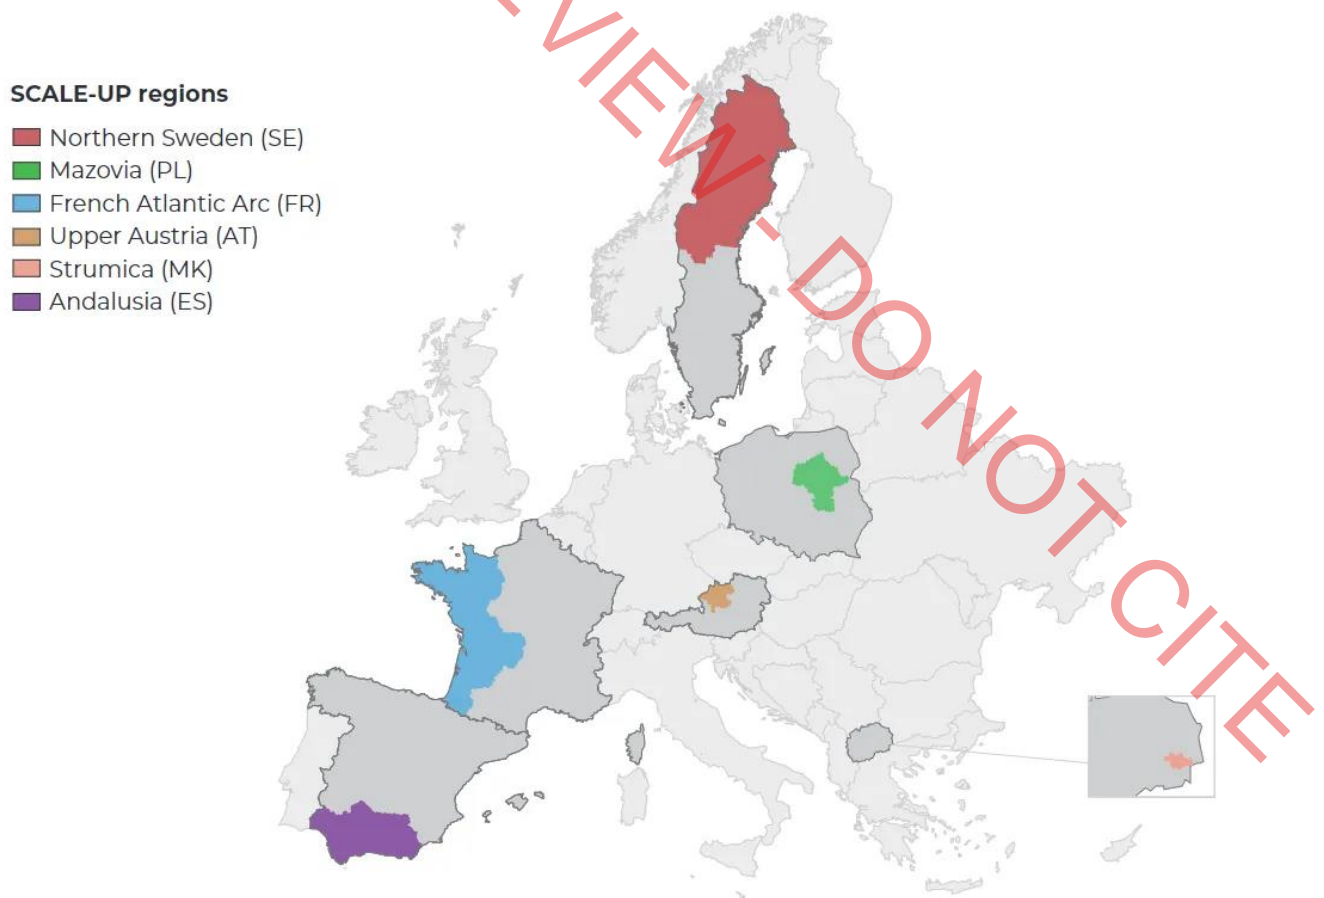 SCALE-UP regions
Northern Sweden (SE)
Mazovia (PL)
French Atlantic Arc (FR)
Upper Austria (AT)
Strumica (MK)
Andalusia (ES)
VIEW - DO NOT CITE